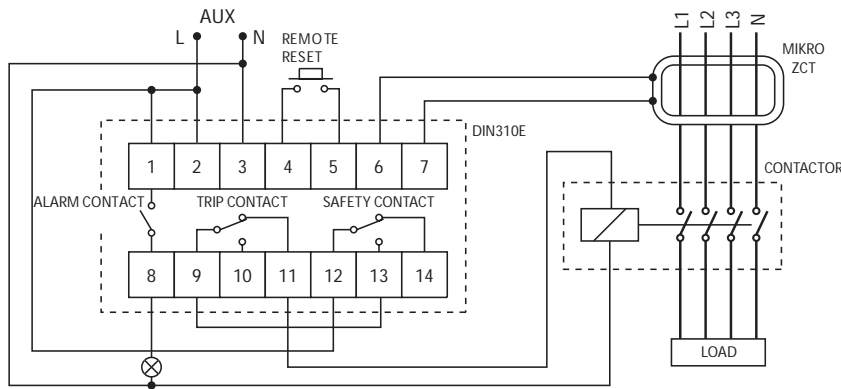 AUX
L N
REMOTE
RESET
L1 L2 L3 N
MIKRO
ZCT
DIN310E
1 2 3 4 5 6 7
CONTACTOR
ALARM CONTACT TRIP CONTACT SAFETY CONTACT
8 9 10 11 12 13 14
LOAD